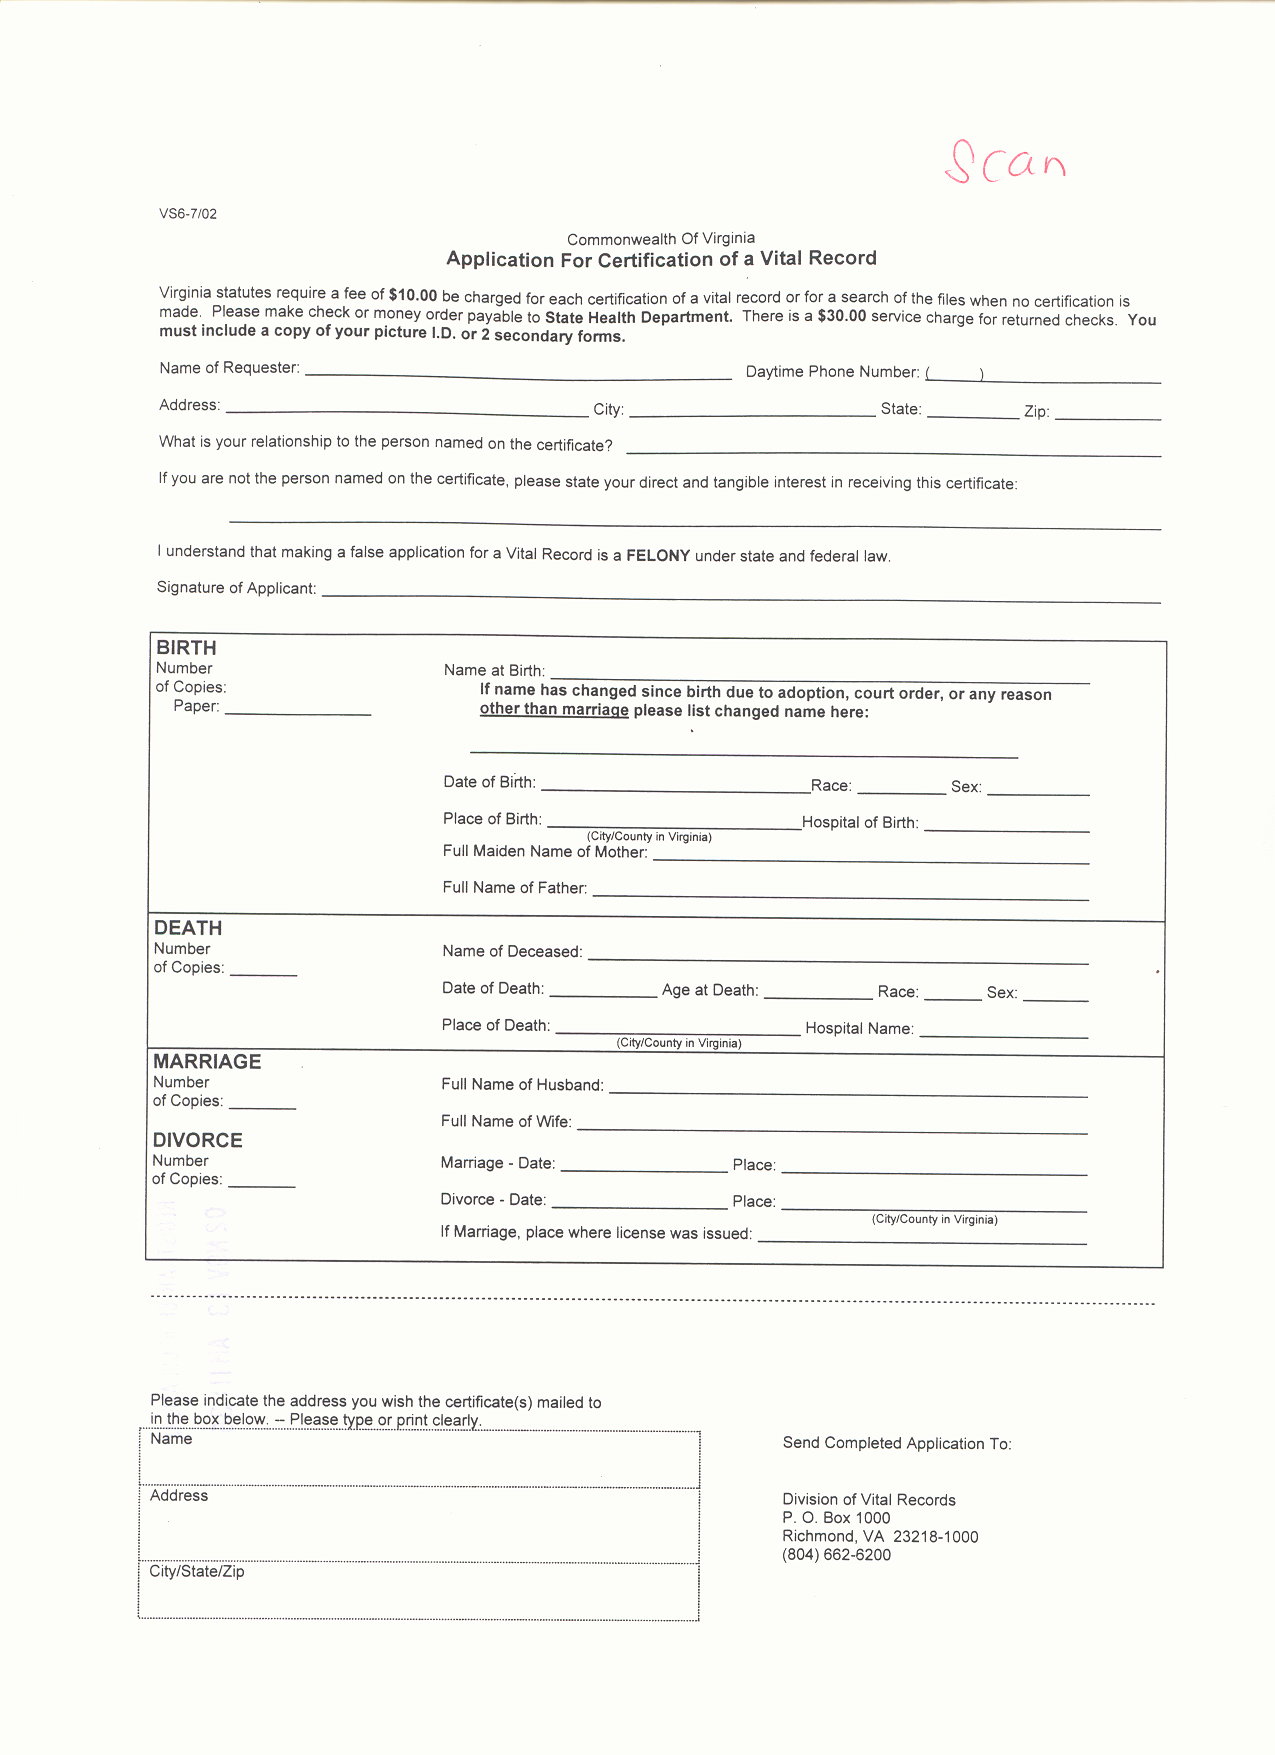 Scan
VS6-7/02
Commonwealth Of Virginia
Application For Certification of a Vital Record
Virginia statutes require a fee of $10.00 be charged for each certification of a vital record or for a search of the files when no certification is
made. Please make check or money order payable to State Health Department. There is a $30.00 service charge for returned checks. You
must include a copy of your picture I.D. or 2 secondary forms.
Name of Requester: Daytime Phone Number: ( )
Address: City: State: Zip:
What is your relationship to the person named on the certificate?
If you are not the person named on the certificate, please state your direct and tangible interest in receiving this certificate:
I understand that making a false application for a Vital Record is a FELONY under state and federal law.
Signature of Applicant:
BIRTH
Number
of Copies:
Paper:
Name at Birth:
If name has changed since birth due to adoption, court order, or any reason
other than marriage please list changed name here:
Date of Birth: Race: Sex:
Place of Birth: Hospital of Birth:
(City/County in Virginia)
Full Maiden Name of Mother:
Full Name of Father:
DEATH
Number
of Copies:
Name of Deceased:
Date of Death: Age at Death: Race: Sex:
Place of Death: Hospital Name:
(City/County in Virginia)
MARRIAGE
Number
of Copies:
Full Name of Husband:
Full Name of Wife:
DIVORCE
Number
of Copies:
Marriage - Date: Place:
Divorce - Date: Place:
(City/County in Virginia)
If Marriage, place where license was issued:
Please indicate the address you wish the certificate(s) mailed to
in the box below. -- Please type or print clearly.
Name
Address
City/State/Zip
Send Completed Application To:
Division of Vital Records
P. O. Box 1000
Richmond, VA 23218-1000
(804) 662-6200